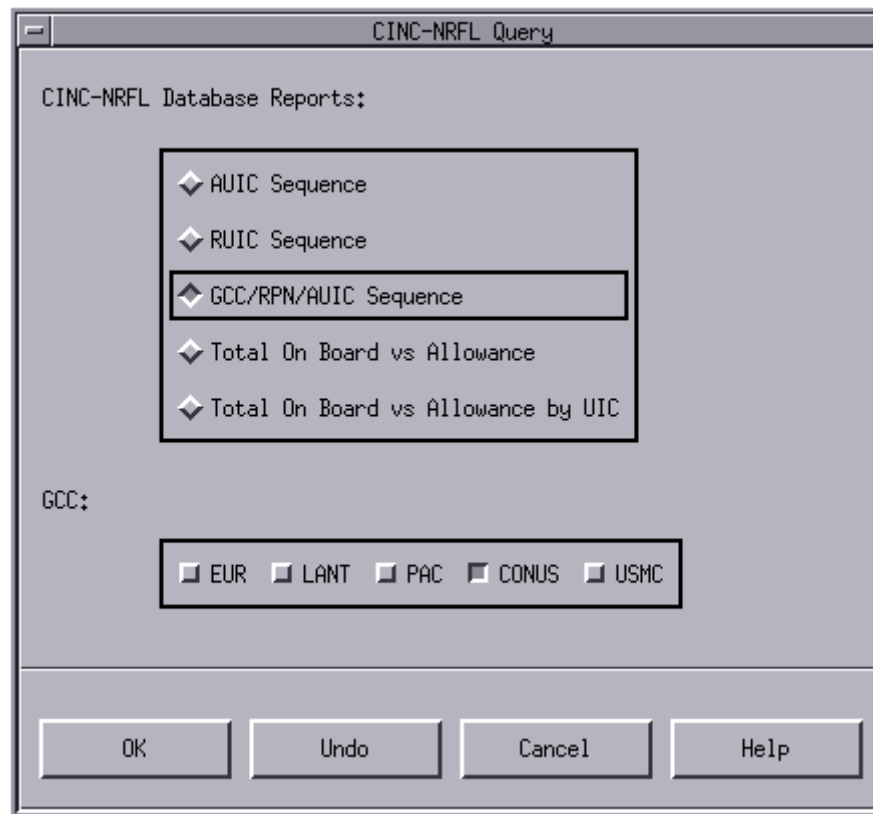 CINC-NRFL Query
CINC-NRFL Database Reports:
AUIC Sequence
RUIC Sequence
GCC/RPN/AUIC Sequence
Total On Board vs Allowance
Total On Board vs Allowance by UIC
GCC:
EUR LANT PAC CONUS USMC
OK Undo Cancel Help